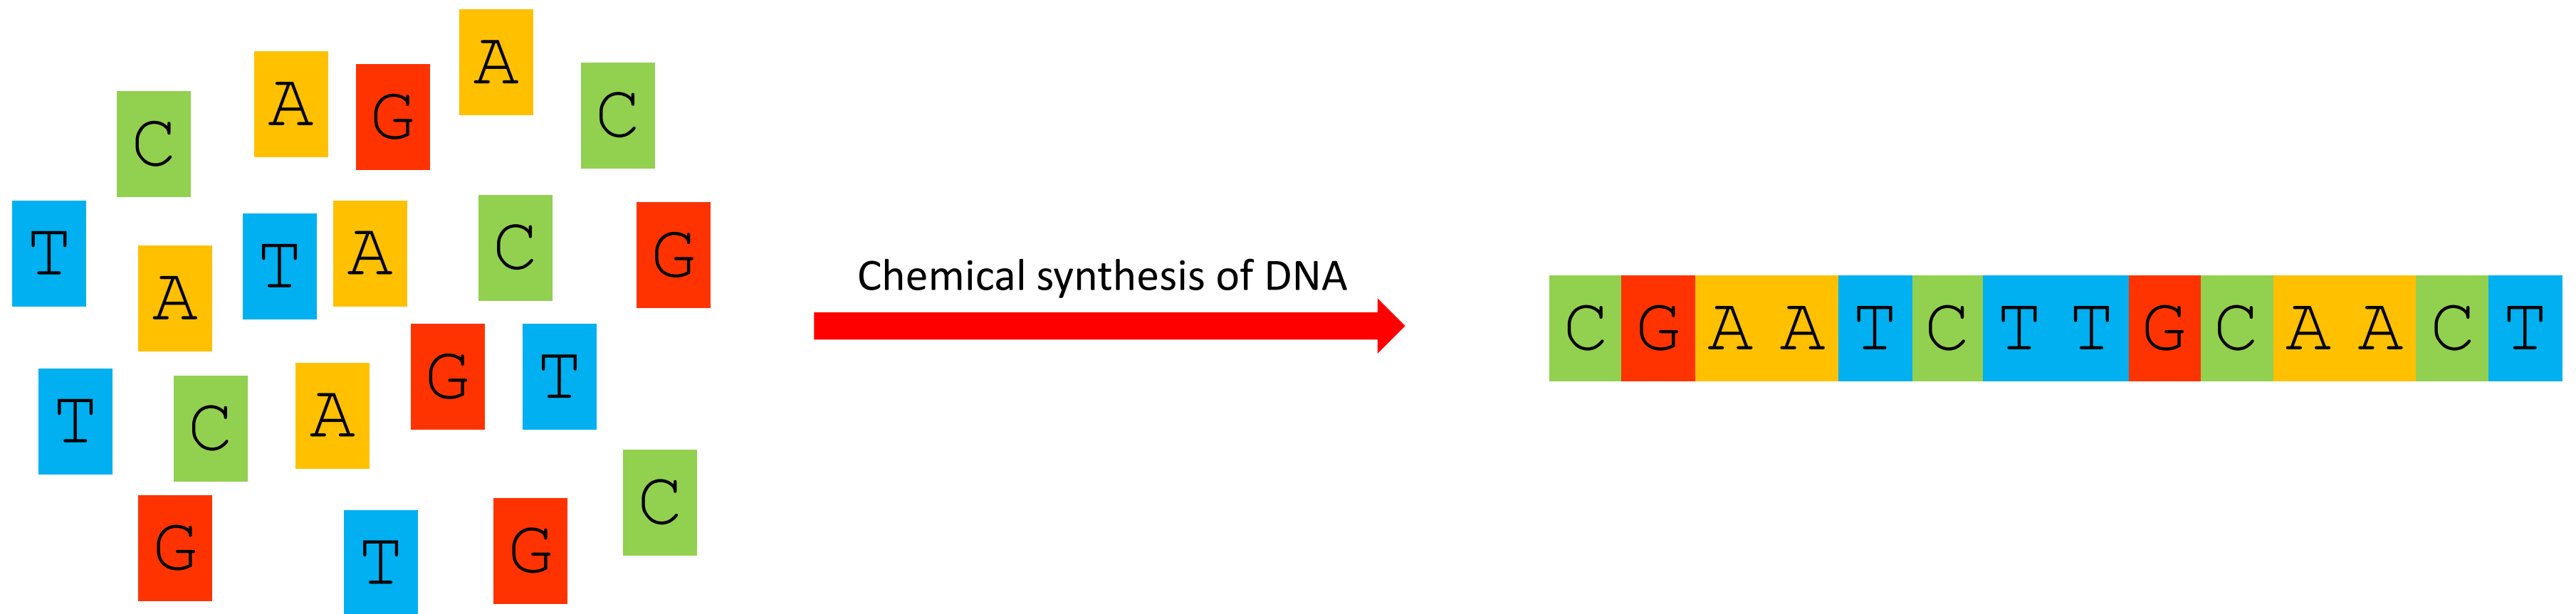 A
A G C
C
T T A C G
A
G T
T C A
C
G T G
Chemical synthesis of DNA
C G A A T C T T G C A A C T